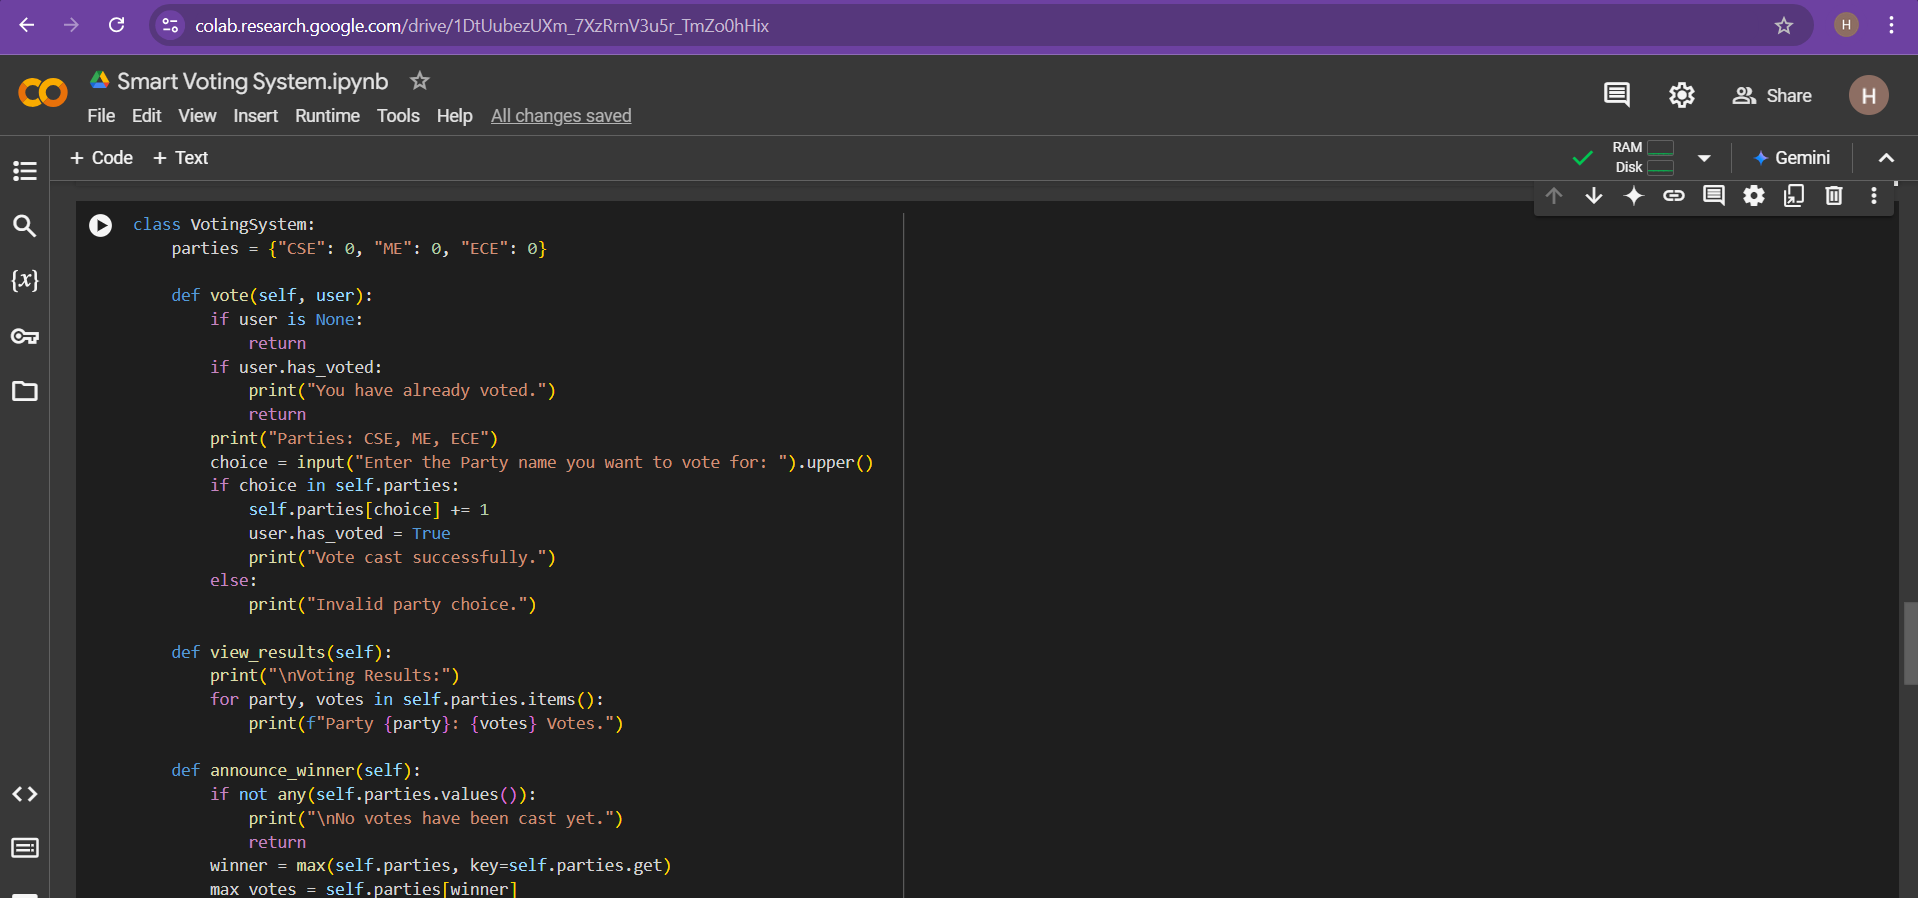 colab.research.google.com/drive/1DtUubezUXm_7XzRrnV3u5r_TmZo0hHix
H
Smart Voting System.ipynb
File Edit View Insert Runtime Tools Help All changes saved
Share
H
+ Code + Text
RAM
Disk
Gemini
class VotingSystem:
    parties = {"CSE": 0, "ME": 0, "ECE": 0}

    def vote(self, user):
        if user is None:
            return
        if user.has_voted:
            print("You have already voted.")
            return
        print("Parties: CSE, ME, ECE")
        choice = input("Enter the Party name you want to vote for: ").upper()
        if choice in self.parties:
            self.parties[choice] += 1
            user.has_voted = True
            print("Vote cast successfully.")
        else:
            print("Invalid party choice.")

    def view_results(self):
        print("\nVoting Results:")
        for party, votes in self.parties.items():
            print(f"Party {party}: {votes} Votes.")

    def announce_winner(self):
        if not any(self.parties.values()):
            print("\nNo votes have been cast yet.")
            return
        winner = max(self.parties, key=self.parties.get)
        max_votes = self.parties[winner]